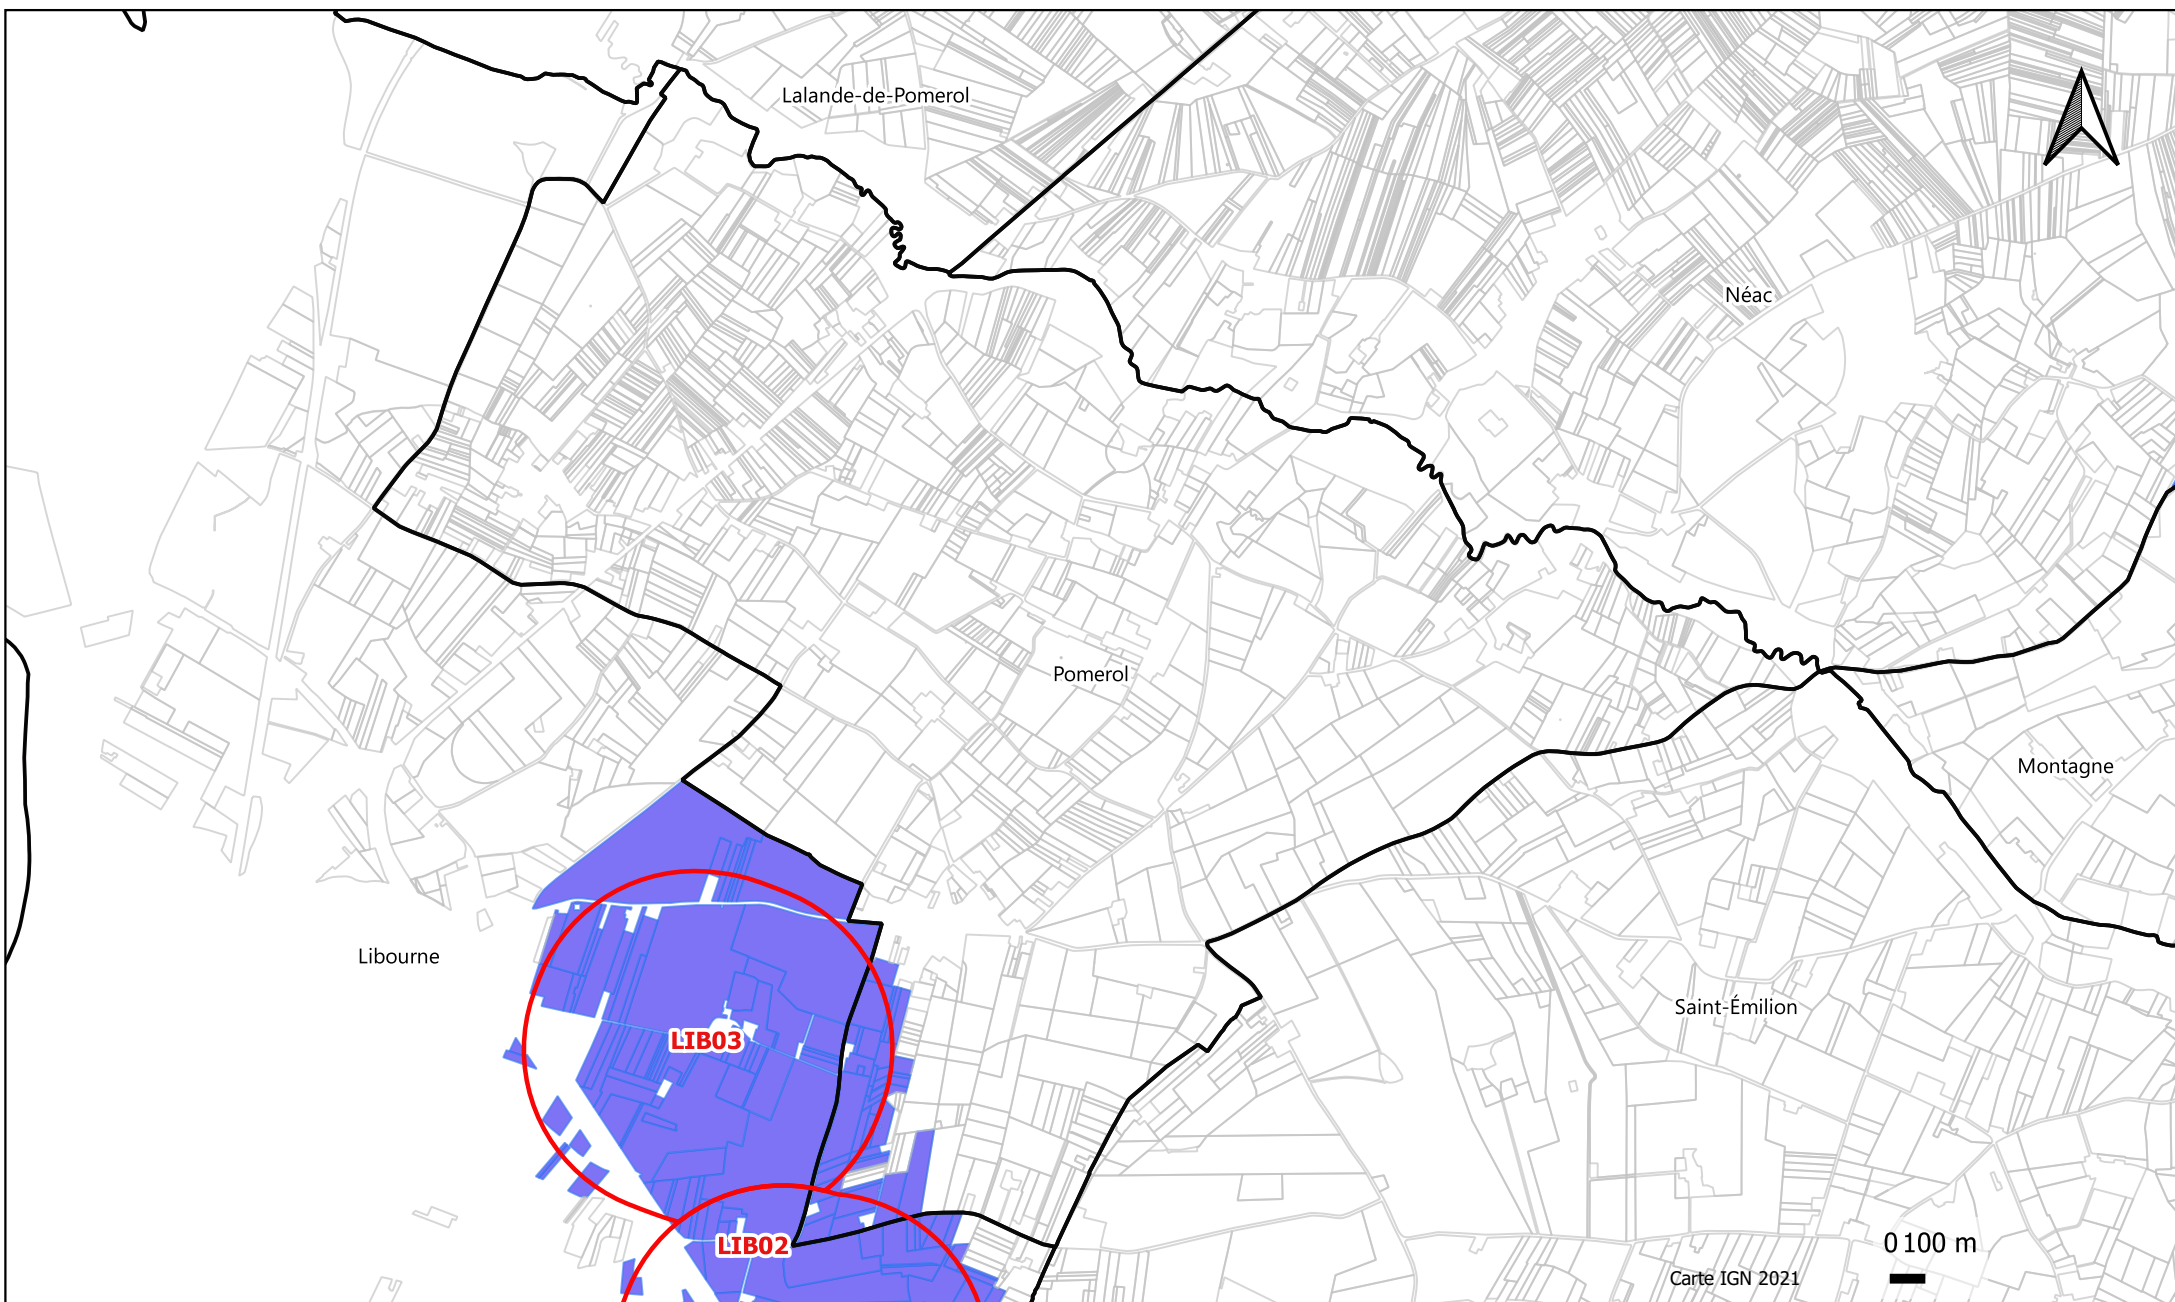 Lalande-de-Pomerol
Néac
Pomerol
Montagne
Libourne
Saint-Émilion
LIB03
LIB02
0 100 m
Carte IGN 2021